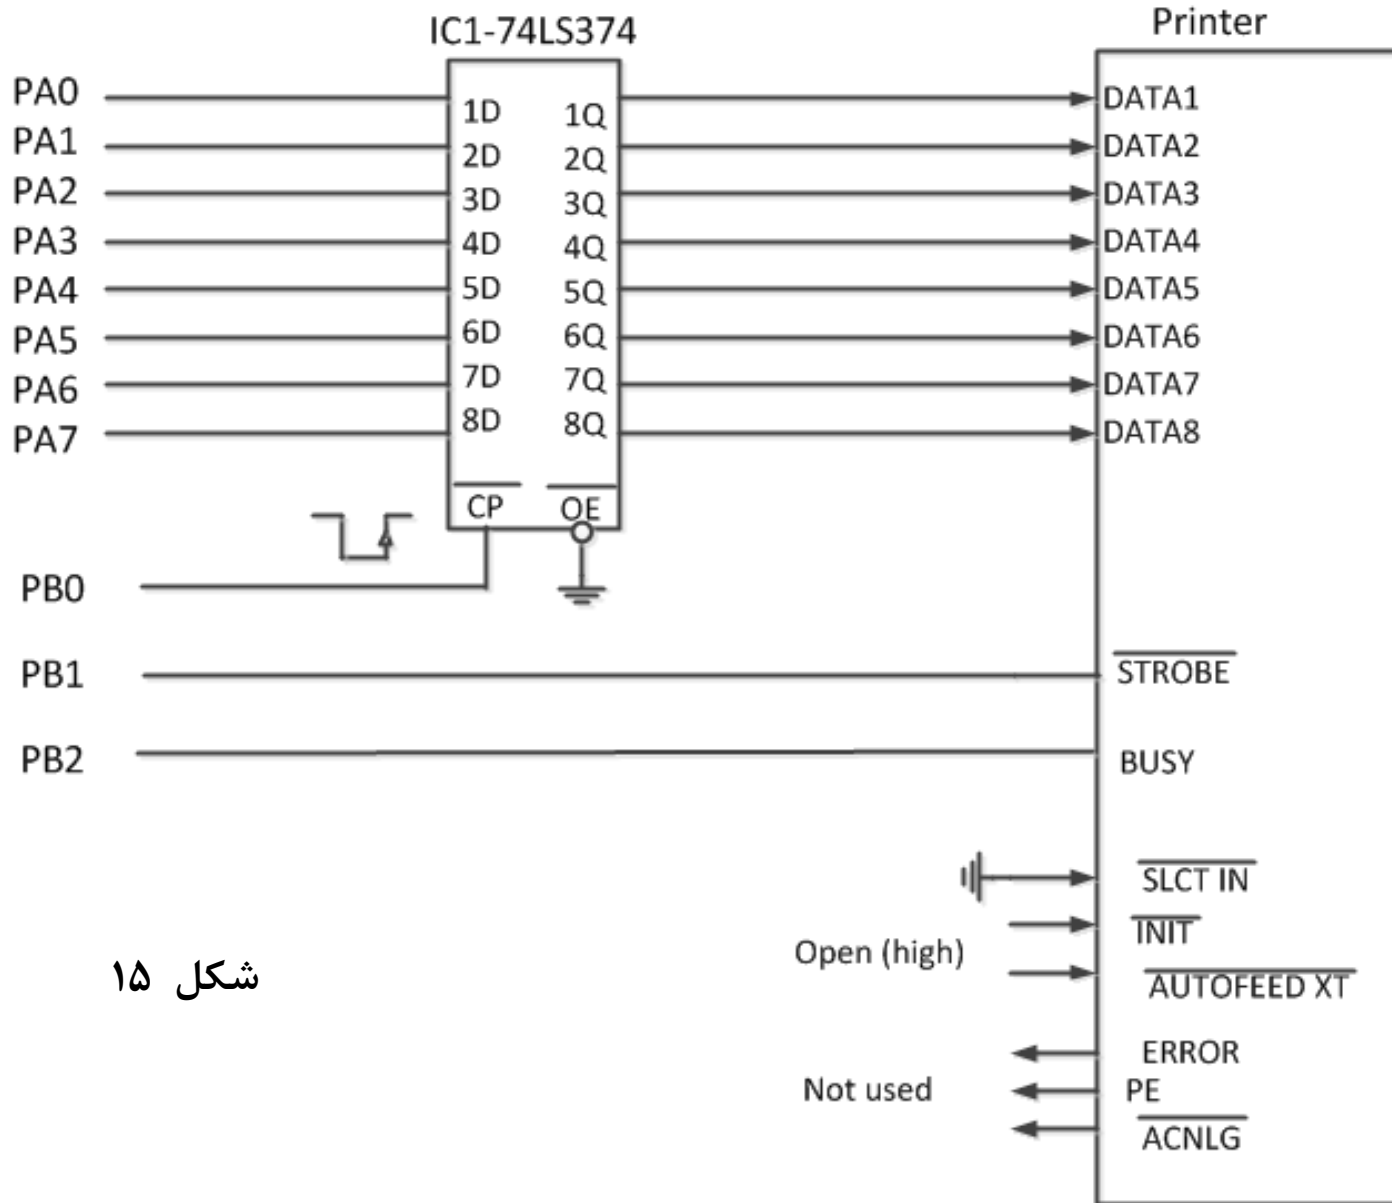 IC1-74LS374
Printer
PA0
PA1
PA2
PA3
PA4
PA5
PA6
PA7
1D 1Q
2D 2Q
3D 3Q
4D 4Q
5D 5Q
6D 6Q
7D 7Q
8D 8Q
CP OE
DATA1
DATA2
DATA3
DATA4
DATA5
DATA6
DATA7
DATA8
PB0
PB1
STROBE
PB2
BUSY
SLCT IN
Open (high)
INIT
AUTOFEED XT
شکل ۱۵
Not used
ERROR
PE
ACNLG